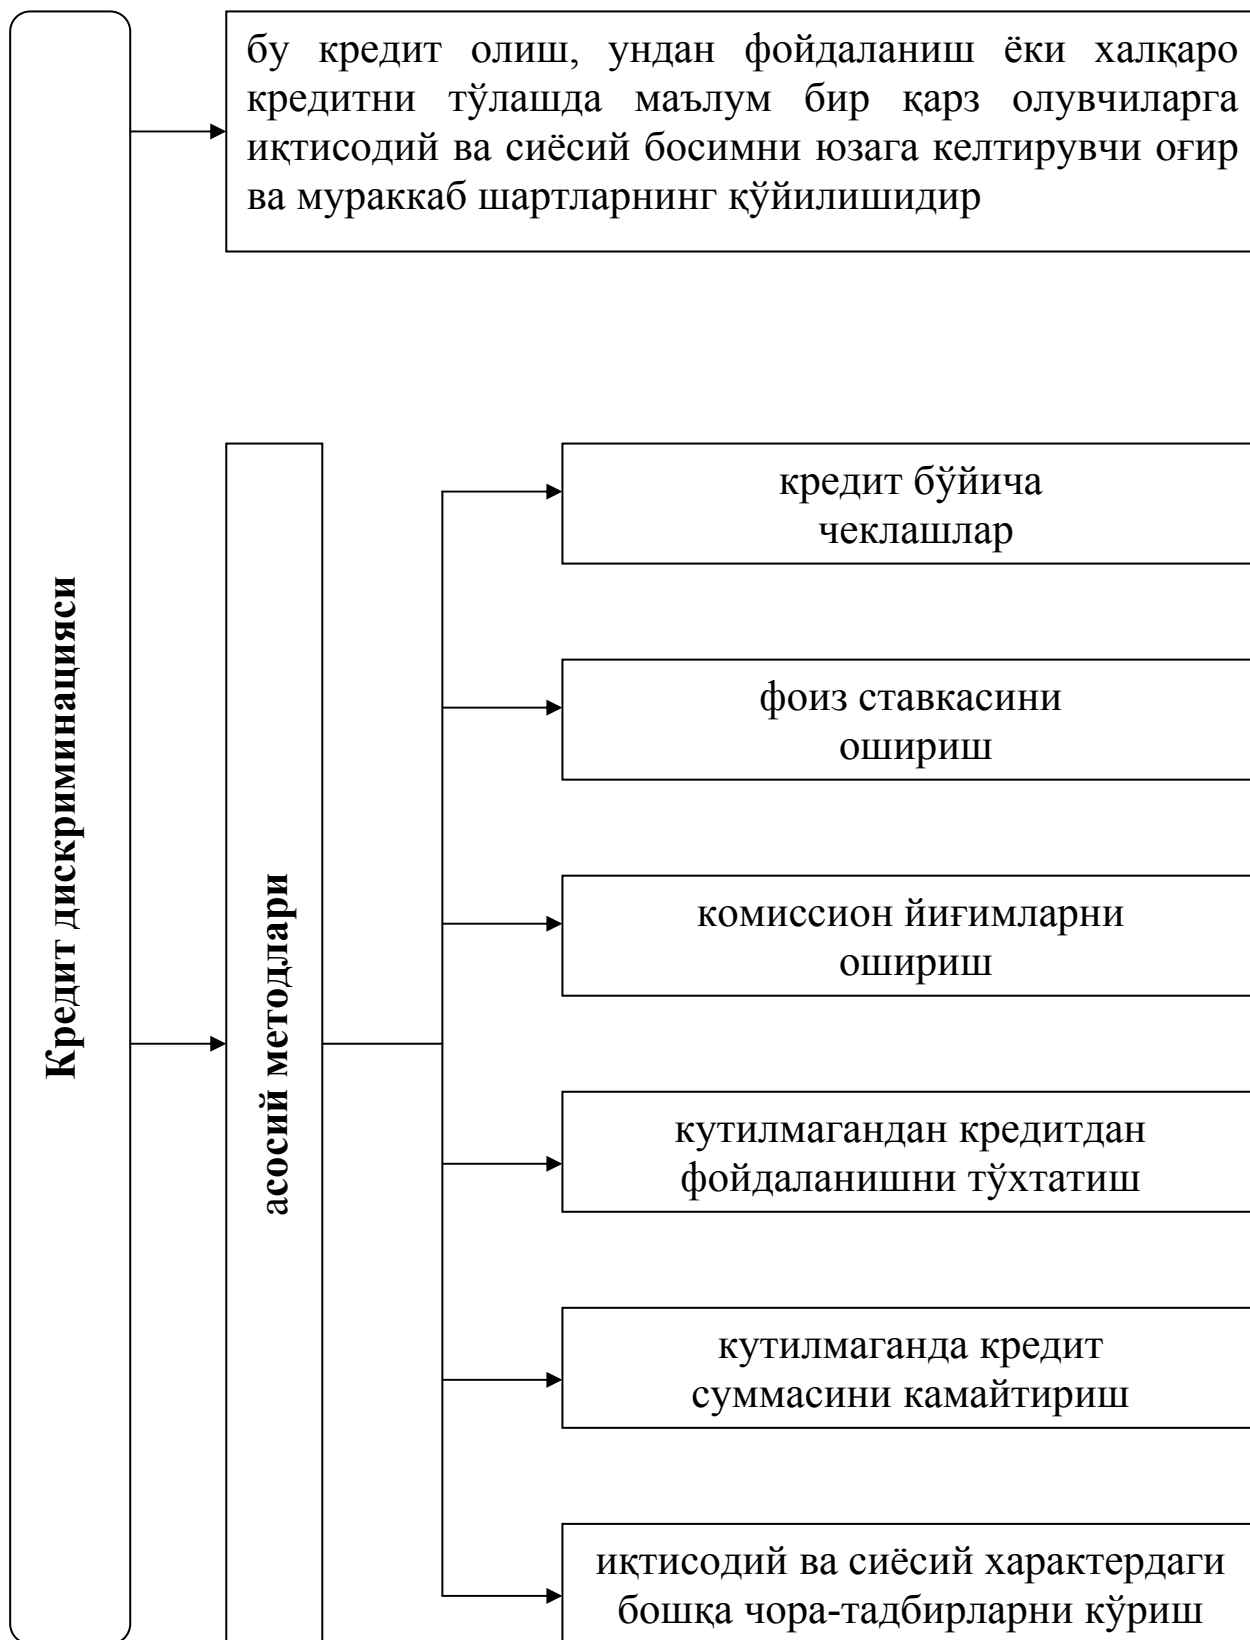 Кредит дискриминацияси
бу кредит олиш, ундан фойдаланиш ёки халқаро
кредитни тўлашда маълум бир қарз олувчиларга
иқтисодий ва сиёсий босимни юзага келтирувчи оғир
ва мураккаб шартларнинг қўйилишидир
асосий методлари
кредит бўйича
чеклашлар
фоиз ставкасини
ошириш
комиссион йиғимларни
ошириш
кутилмагандан кредитдан
фойдаланишни тўхтатиш
кутилмаганда кредит
суммасини камайтириш
иқтисодий ва сиёсий характердаги
бошқа чора-тадбирларни кўриш